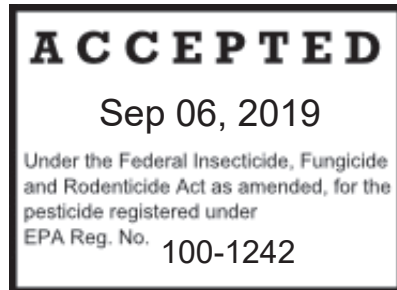 ACCEPTED
Sep 06, 2019
Under the Federal Insecticide, Fungicide
and Rodenticide Act as amended, for the
pesticide registered under
EPA Reg. No. 100-1242